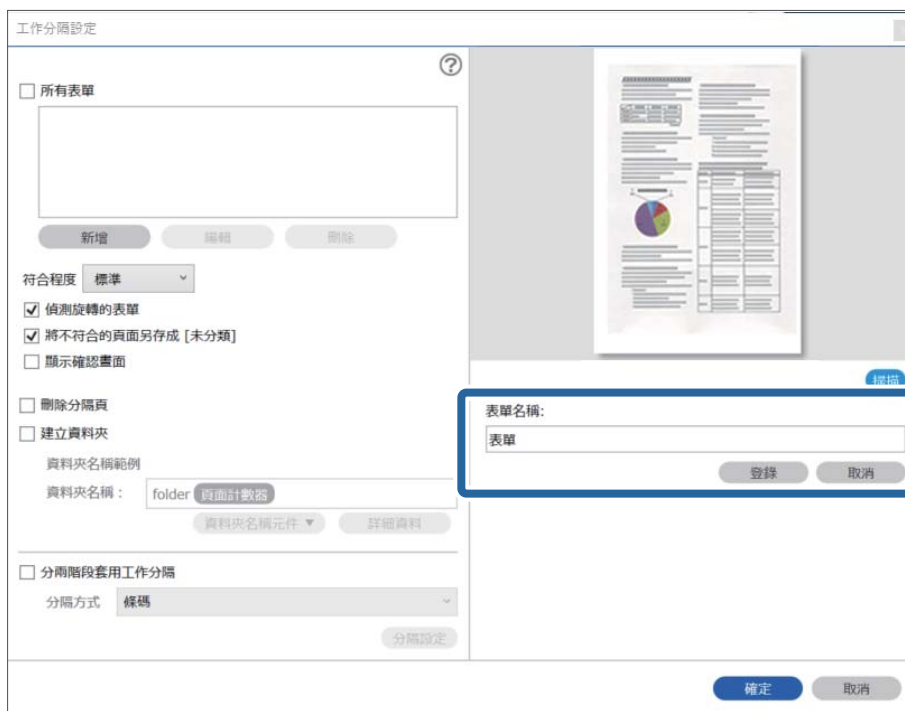 工作分隔設定
?
所有表單
新增 編輯 刪除
符合程度 標準
偵測旋轉的表單
將不符合的頁面另存成 [未分類]
顯示確認畫面
刪除分隔頁
建立資料夾
資料夾名稱範例
資料夾名稱： folder 頁面計數器
資料夾名稱元件 ▼ 詳細資料
分兩階段套用工作分隔
分隔方式 條碼
分隔設定
掃描
表單名稱:
表單
登錄 取消
確定 取消